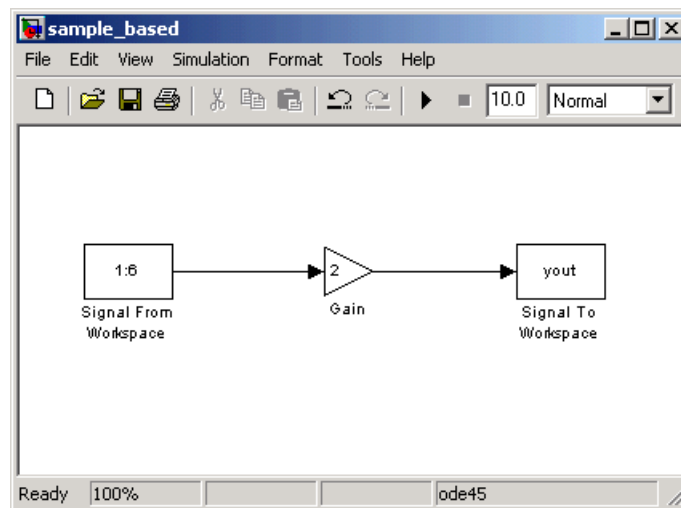 sample_based
File Edit View Simulation Format Tools Help
10.0 Normal
1:6 2 yout
Signal From Workspace
Gain
Signal To Workspace
Ready 100% ode45